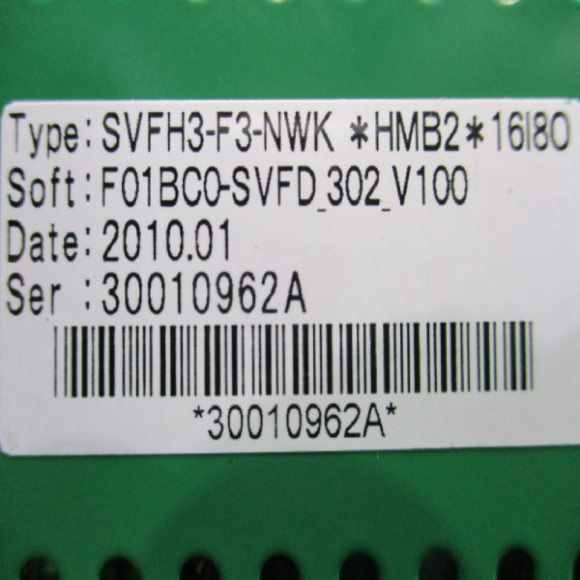 Type: SVFH3-F3-NWK *HMB2*16I80
Soft: F01BC0-SVFD_302_V100
Date: 2010.01
Ser : 30010962A
*30010962A*